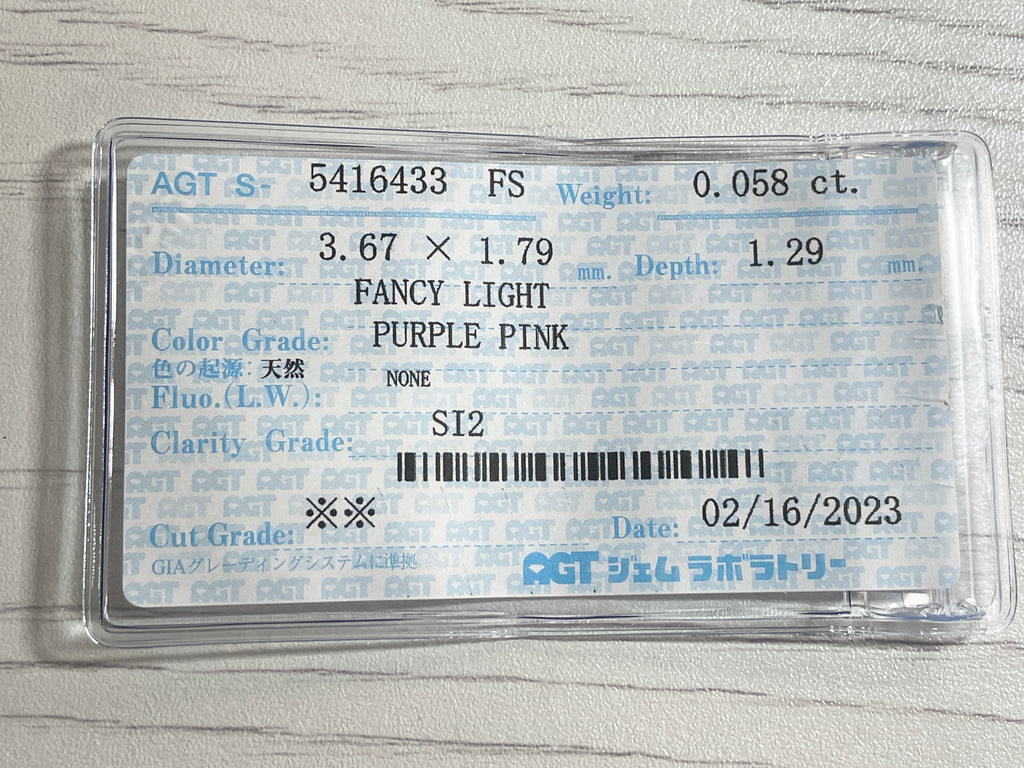 AGT S- 5416433 FS Weight: 0.058 ct.
Diameter: 3.67 × 1.79 mm. Depth: 1.29 mm.
FANCY LIGHT
Color Grade: PURPLE PINK
色の起源: 天然
Fluo.(L.W.): NONE
Clarity Grade: SI2
Cut Grade: ※※ Date: 02/16/2023
GIAグレーディングシステムに準拠
AGT ジェム ラボラトリー